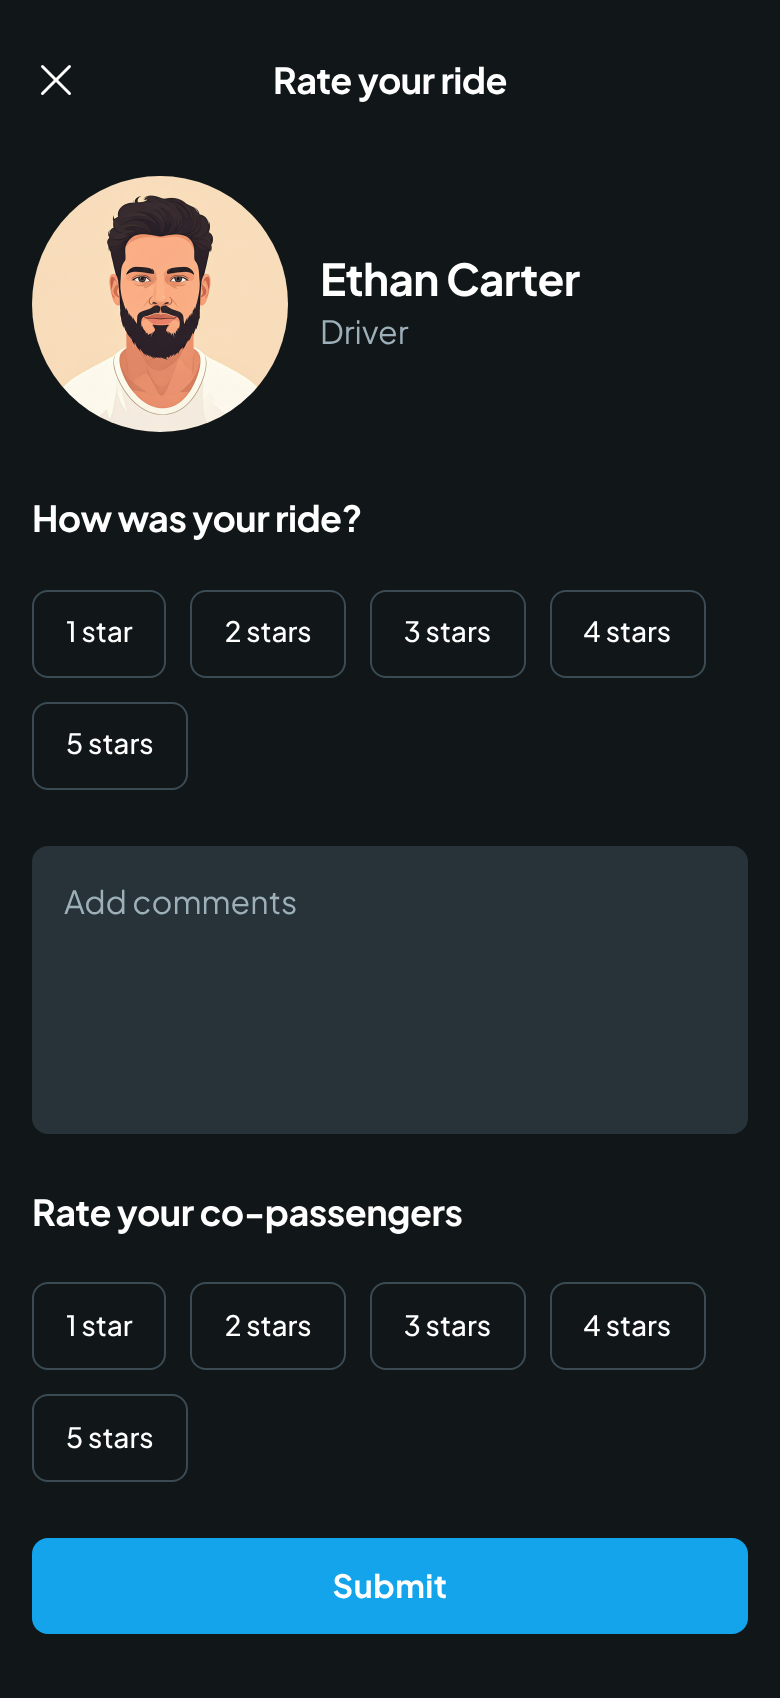 Rate your ride
Ethan Carter
Driver
How was your ride?
1 star
2 stars
3 stars
4 stars
5 stars
Add comments
Rate your co-passengers
1 star
2 stars
3 stars
4 stars
5 stars
Submit